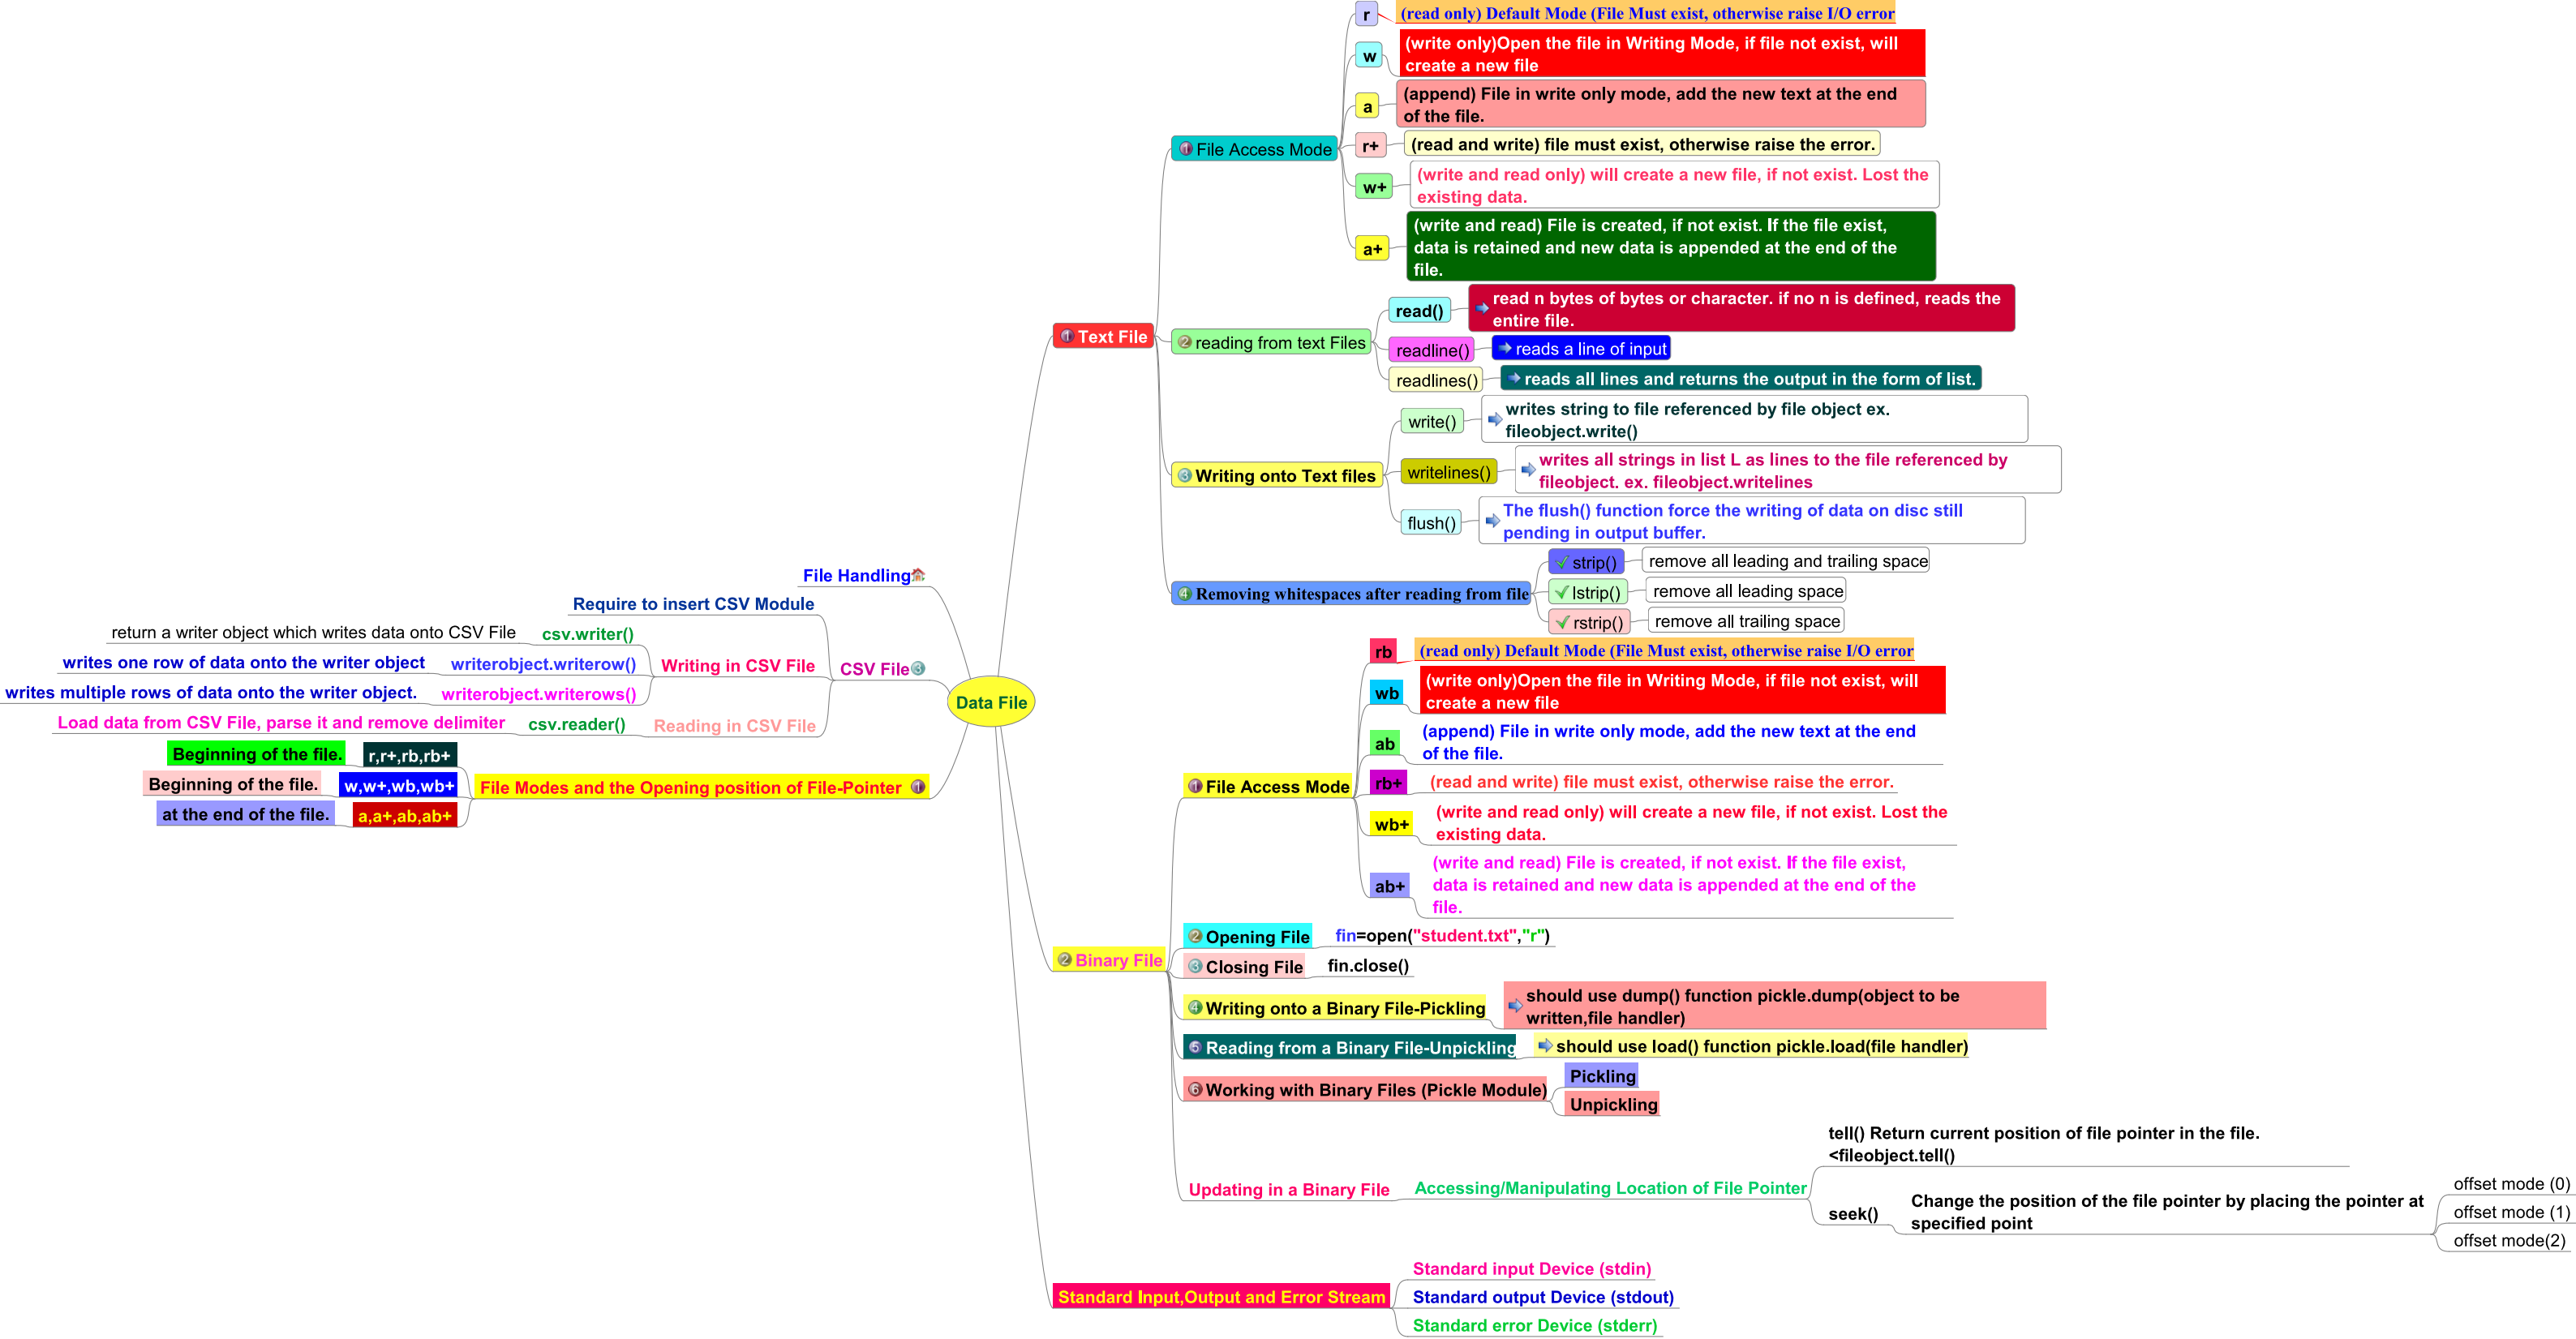 Data File
Text File
File Access Mode
r
(read only) Default Mode (File Must exist, otherwise raise I/O error
w
(write only)Open the file in Writing Mode, if file not exist, will
create a new file
a
(append) File in write only mode, add the new text at the end
of the file.
r+
(read and write) file must exist, otherwise raise the error.
w+
(write and read only) will create a new file, if not exist. Lost the
existing data.
a+
(write and read) File is created, if not exist. If the file exist,
data is retained and new data is appended at the end of the
file.
reading from text Files
read()
read n bytes of bytes or character. if no n is defined, reads the
entire file.
readline()
reads a line of input
readlines()
reads all lines and returns the output in the form of list.
Writing onto Text files
write()
writes string to file referenced by file object ex.
fileobject.write()
writelines()
writes all strings in list L as lines to the file referenced by
fileobject. ex. fileobject.writelines
flush()
The flush() function force the writing of data on disc still
pending in output buffer.
Removing whitespaces after reading from file
strip()
remove all leading and trailing space
lstrip()
remove all leading space
rstrip()
remove all trailing space
Binary File
File Access Mode
rb
(read only) Default Mode (File Must exist, otherwise raise I/O error
wb
(write only)Open the file in Writing Mode, if file not exist, will
create a new file
ab
(append) File in write only mode, add the new text at the end
of the file.
rb+
(read and write) file must exist, otherwise raise the error.
wb+
(write and read only) will create a new file, if not exist. Lost the
existing data.
ab+
(write and read) File is created, if not exist. If the file exist,
data is retained and new data is appended at the end of the
file.
Opening File
fin=open("student.txt","r")
Closing File
fin.close()
Writing onto a Binary File-Pickling
should use dump() function pickle.dump(object to be
written,file handler)
Reading from a Binary File-Unpickling
should use load() function pickle.load(file handler)
Working with Binary Files (Pickle Module)
Pickling
Unpickling
Updating in a Binary File
Accessing/Manipulating Location of File Pointer
tell() Return current position of file pointer in the file.
<fileobject.tell()
seek()
Change the position of the file pointer by placing the pointer at
specified point
offset mode (0)
offset mode (1)
offset mode(2)
Standard Input,Output and Error Stream
Standard input Device (stdin)
Standard output Device (stdout)
Standard error Device (stderr)
File Handling
CSV File
Require to insert CSV Module
Writing in CSV File
csv.writer()
return a writer object which writes data onto CSV File
writerobject.writerow()
writes one row of data onto the writer object
writerobject.writerows()
writes multiple rows of data onto the writer object.
Reading in CSV File
csv.reader()
Load data from CSV File, parse it and remove delimiter
File Modes and the Opening position of File-Pointer
r,r+,rb,rb+
Beginning of the file.
w,w+,wb,wb+
Beginning of the file.
a,a+,ab,ab+
at the end of the file.